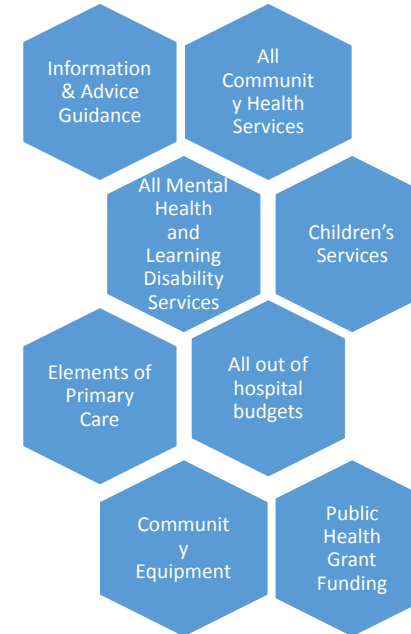 Information
& Advice
Guidance
All
Communit
y Health
Services
All Mental
Health
and
Learning
Disability
Services
Children’s
Services
Elements of
Primary
Care
All out of
hospital
budgets
Communit
y
Equipment
Public
Health
Grant
Funding